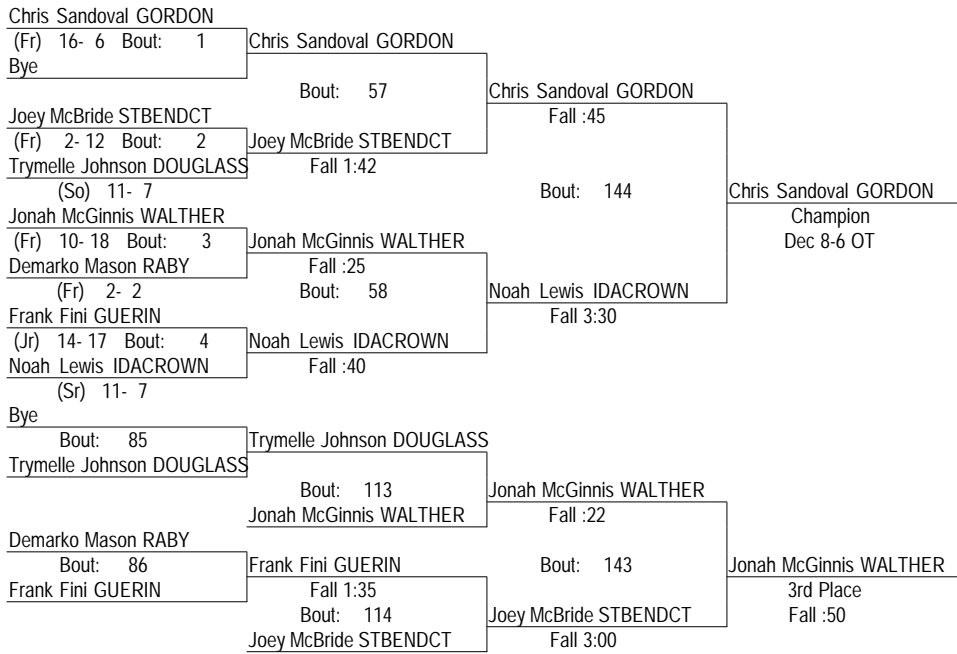 Chris Sandoval GORDON
(Fr) 16- 6 Bout: 1 Chris Sandoval GORDON
Bye
Bout: 57 Chris Sandoval GORDON
Joey McBride STBENDCT Fall :45
(Fr) 2- 12 Bout: 2 Joey McBride STBENDCT
Trymelle Johnson DOUGLASS Fall 1:42
(So) 11- 7 Bout: 144 Chris Sandoval GORDON
Jonah McGinnis WALTHER Champion
(Fr) 10- 18 Bout: 3 Jonah McGinnis WALTHER Dec 8-6 OT
Demarko Mason RABY Fall :25
(Fr) 2- 2 Bout: 58 Noah Lewis IDACROWN
Frank Fini GUERIN Fall 3:30
(Jr) 14- 17 Bout: 4 Noah Lewis IDACROWN
Noah Lewis IDACROWN Fall :40
(Sr) 11- 7
Bye
Bout: 85 Trymelle Johnson DOUGLASS
Trymelle Johnson DOUGLASS
Bout: 113 Jonah McGinnis WALTHER
Jonah McGinnis WALTHER Fall :22
Demarko Mason RABY
Bout: 86 Frank Fini GUERIN Bout: 143 Jonah McGinnis WALTHER
Frank Fini GUERIN Fall 1:35 3rd Place
Bout: 114 Joey McBride STBENDCT Fall :50
Joey McBride STBENDCT Fall 3:00